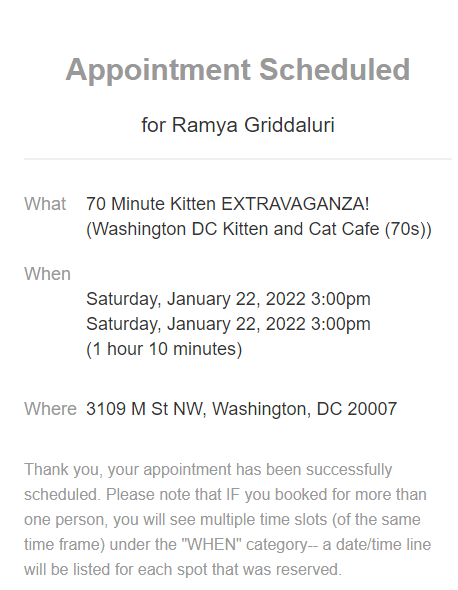 Appointment Scheduled
for Ramya Griddaluri
What 70 Minute Kitten EXTRAVAGANZA!
(Washington DC Kitten and Cat Cafe (70s))
When
Saturday, January 22, 2022 3:00pm
Saturday, January 22, 2022 3:00pm
(1 hour 10 minutes)
Where 3109 M St NW, Washington, DC 20007
Thank you, your appointment has been successfully
scheduled. Please note that IF you booked for more than
one person, you will see multiple time slots (of the same
time frame) under the "WHEN" category-- a date/time line
will be listed for each spot that was reserved.